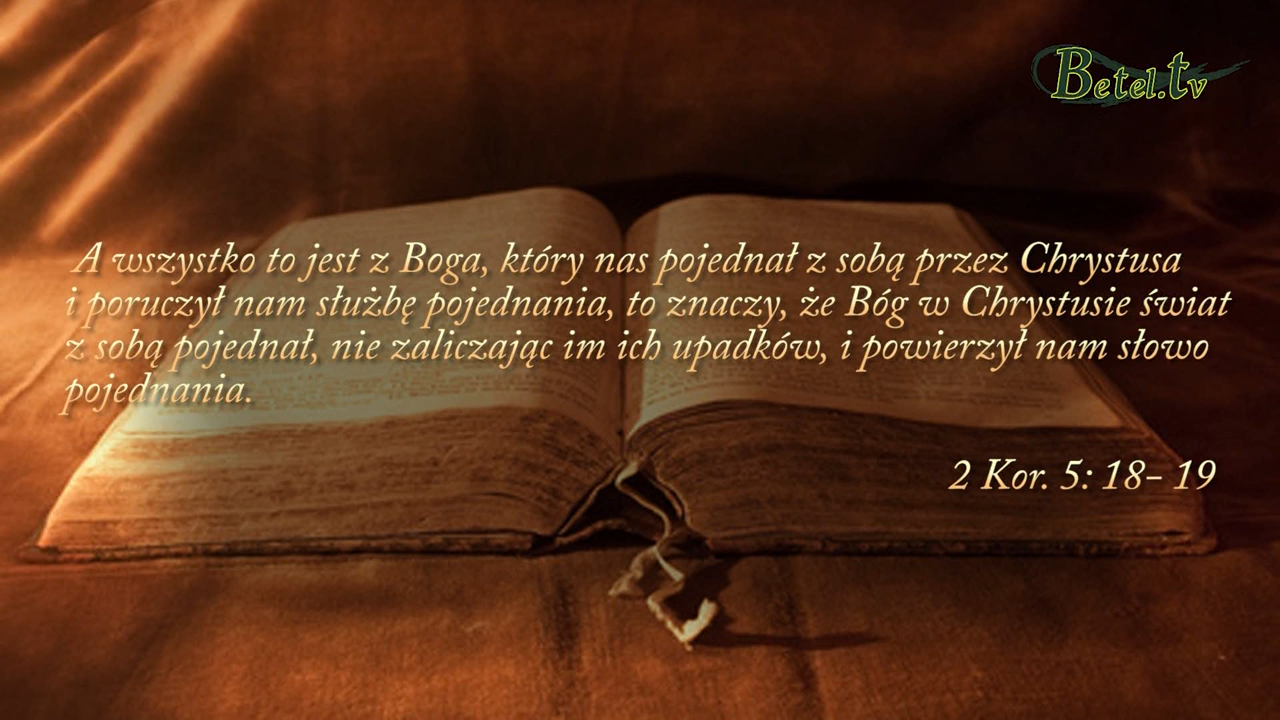 Betel.tv
A wszystko to jest z Boga, który nas pojednał z sobą przez Chrystusa
i poruczył nam służbę pojednania, to znaczy, że Bóg w Chrystusie świat
z sobą pojednał, nie zaliczając im ich upadków, i powierzył nam słowo
pojednania.
2 Kor. 5: 18- 19